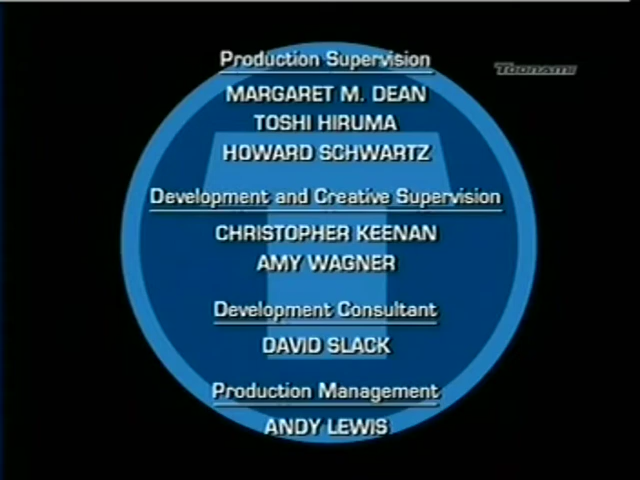 Production Supervision
Toonami
MARGARET M. DEAN
TOSHI HIRUMA
HOWARD SCHWARTZ
Development and Creative Supervision
CHRISTOPHER KEENAN
AMY WAGNER
Development Consultant
DAVID SLACK
Production Management
ANDY LEWIS